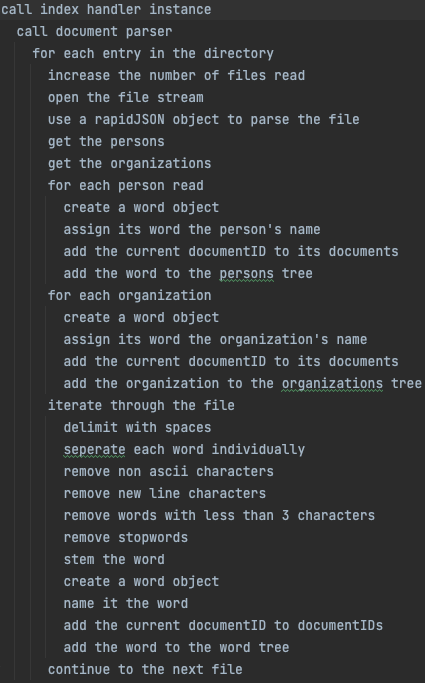 call index handler instance
call document parser
for each entry in the directory
increase the number of files read
open the file stream
use a rapidJSON object to parse the file
get the persons
get the organizations
for each person read
create a word object
assign its word the person's name
add the current documentID to its documents
add the word to the persons tree
for each organization
create a word object
assign its word the organization's name
add the current documentID to its documents
add the organization to the organizations tree
iterate through the file
delimit with spaces
seperate each word individually
remove non ascii characters
remove new line characters
remove words with less than 3 characters
remove stopwords
stem the word
create a word object
name it the word
add the current documentID to documentIDs
add the word to the word tree
continue to the next file